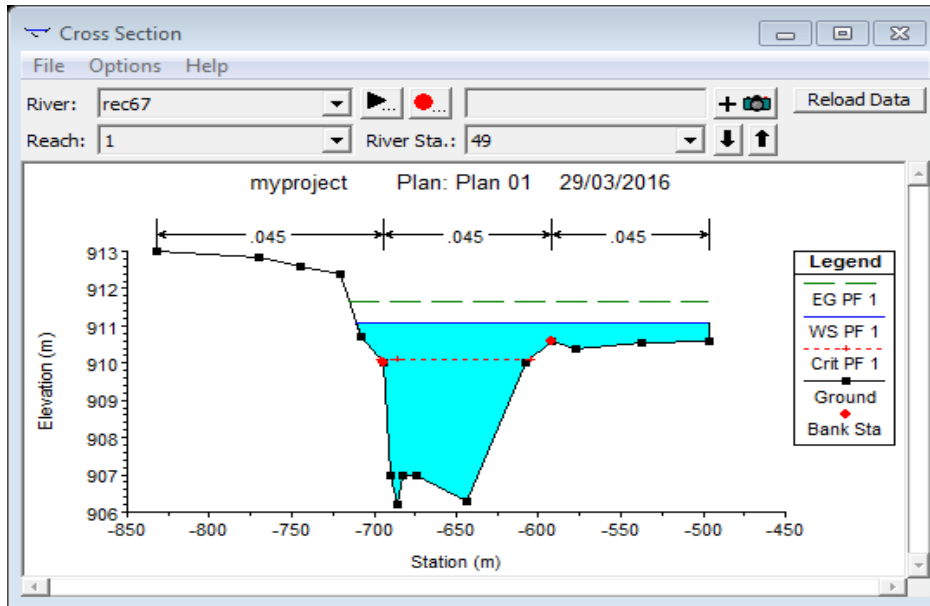 Cross Section
File Options Help
River: rec67 ... ... + Reload Data
Reach: 1 River Sta.: 49
myproject Plan: Plan 01 29/03/2016
.045 .045 .045
913
912
911
910
909
908
907
906
Elevation (m)
-850 -800 -750 -700 -650 -600 -550 -500 -450
Station (m)
Legend
EG PF 1
WS PF 1
Crit PF 1
Ground
Bank Sta